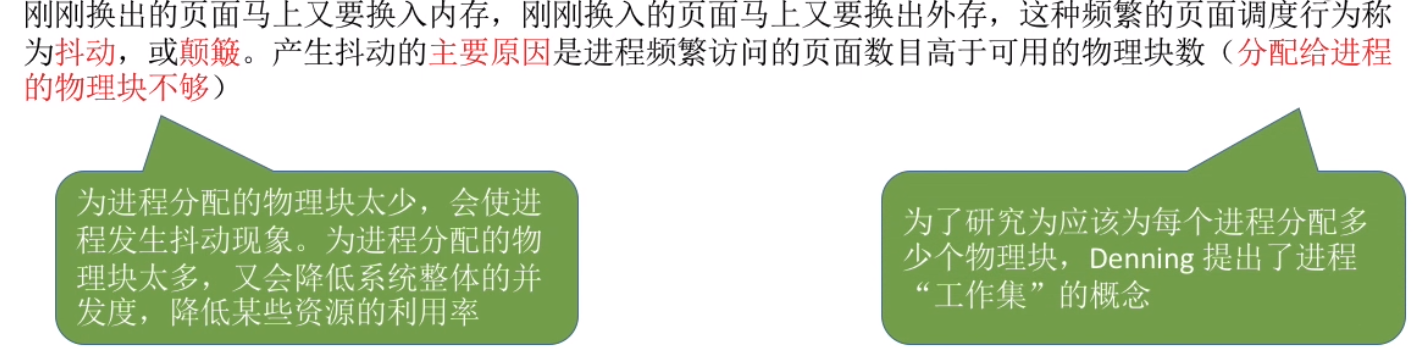 刚刚换出的页面马上又要换入内存，刚刚换入的页面马上又要换出外存，这种频繁的页面调度行为称
为抖动，或颠簸。产生抖动的主要原因是进程频繁访问的页面数目高于可用的物理块数（分配给进程
的物理块不够）
为进程分配的物理块太少，会使进
程发生抖动现象。为进程分配的物
理块太多，又会降低系统整体的并
发度，降低某些资源的利用率
为了研究为应该为每个进程分配多
少个物理块，Denning 提出了进程
“工作集”的概念